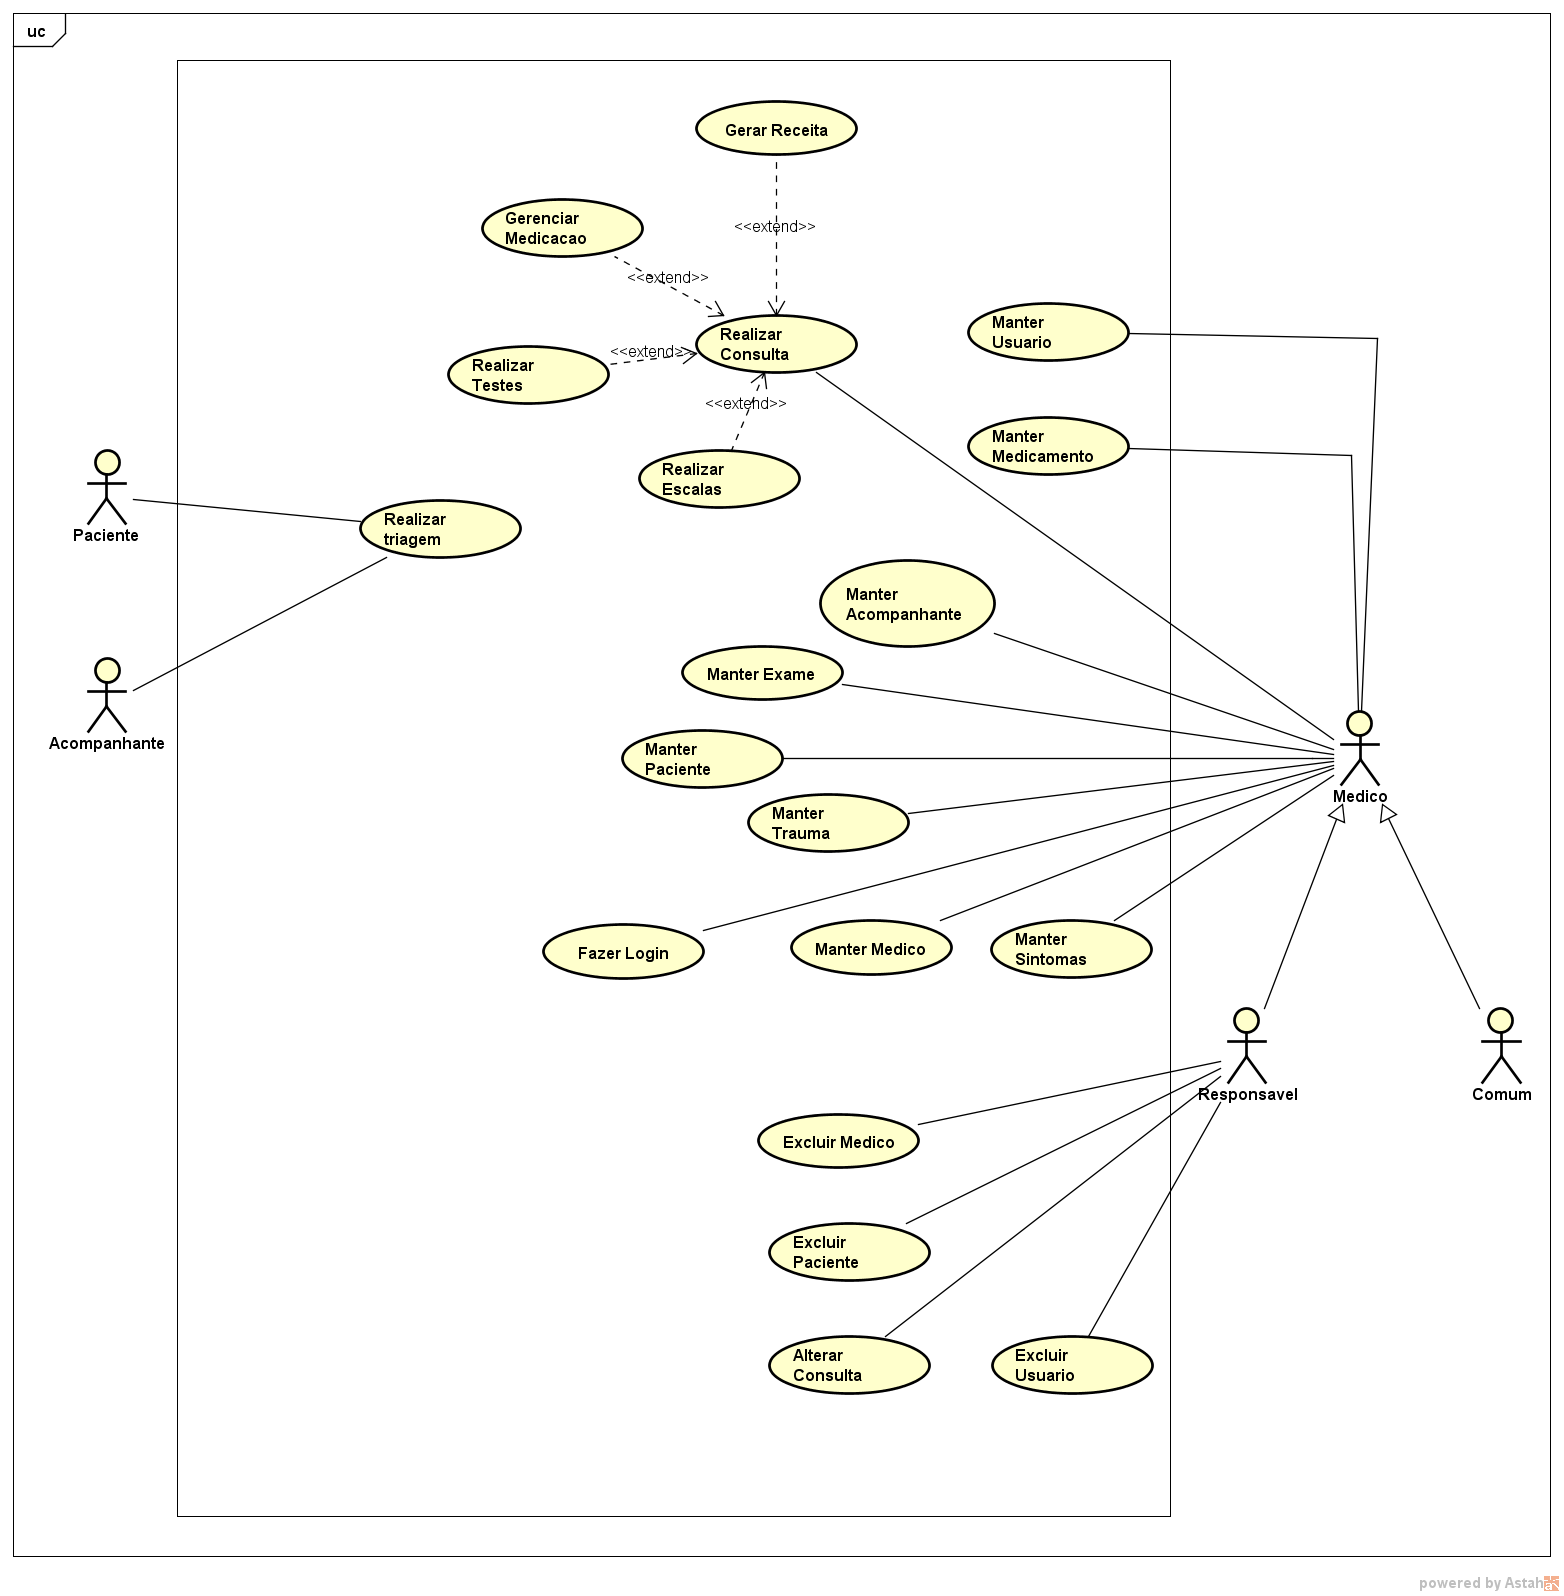 uc
Gerar Receita
<<extend>>
Gerenciar
Medicacao
<<extend>>
Realizar
Consulta
Manter
Usuario
<<extend>>
Realizar
Testes
<<extend>>
Manter
Medicamento
Realizar
Escalas
Paciente
Realizar
triagem
Manter
Acompanhante
Manter Exame
Acompanhante
Manter
Paciente
Medico
Manter
Trauma
Fazer Login
Manter Medico
Manter
Sintomas
Responsavel
Comum
Excluir Medico
Excluir
Paciente
Alterar
Consulta
Excluir
Usuario
powered by Astah